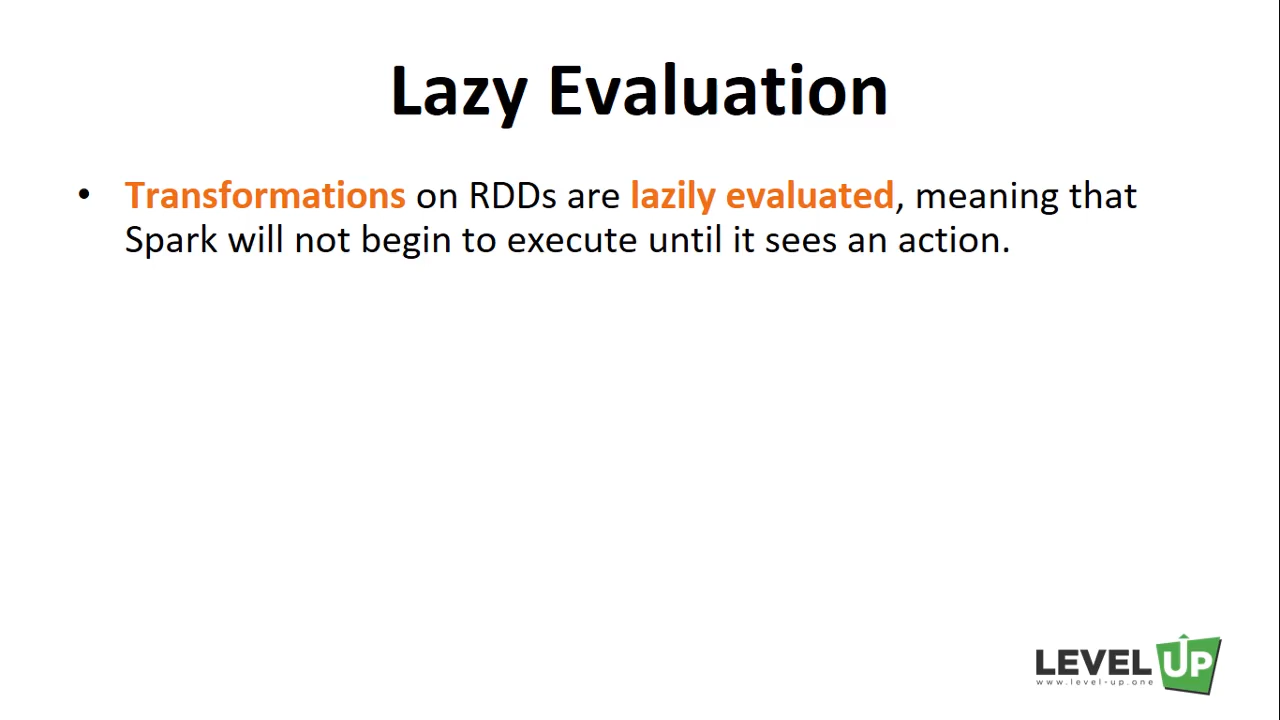 Lazy Evaluation
• Transformations on RDDs are lazily evaluated, meaning that
Spark will not begin to execute until it sees an action.
LEVEL UP
www.level-up.one